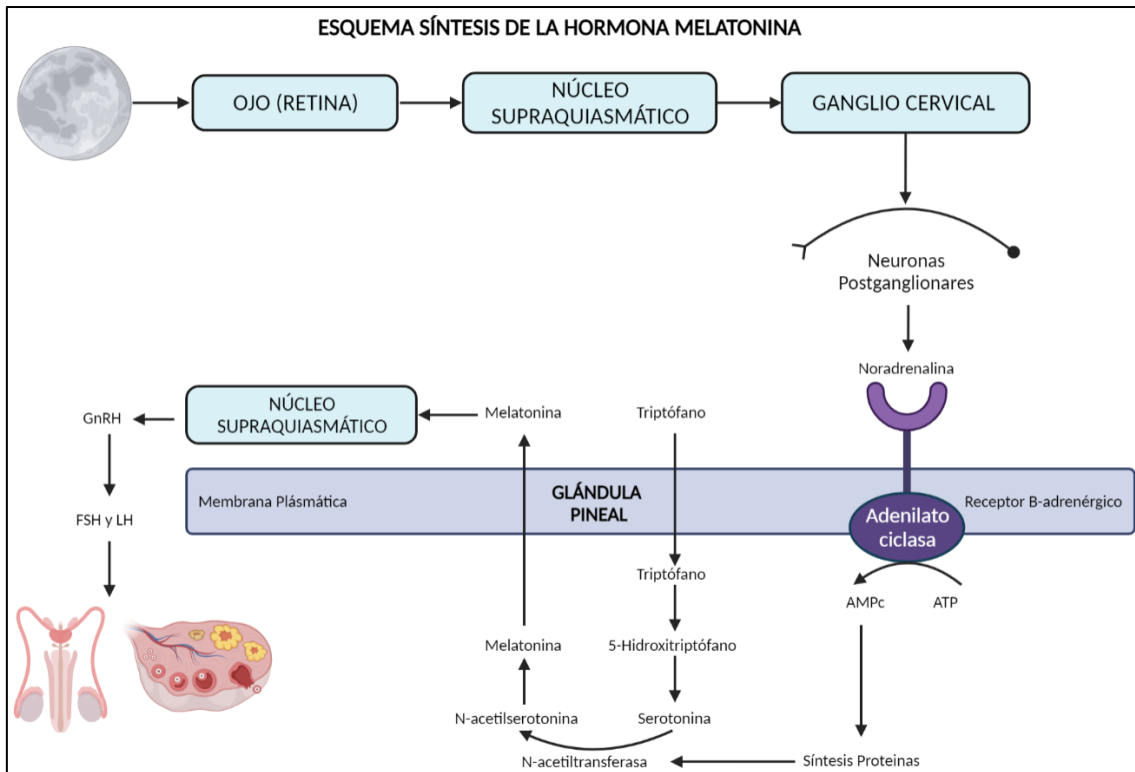 ESQUEMA SÍNTESIS DE LA HORMONA MELATONINA
OJO (RETINA)
NÚCLEO
SUPRAQUIASMÁTICO
GANGLIO CERVICAL
Neuronas
Postganglionares
Noradrenalina
NÚCLEO
SUPRAQUIASMÁTICO
GnRH
Melatonina
Triptófano
Membrana Plásmática
GLÁNDULA
PINEAL
Receptor B-adrenérgico
FSH y LH
Adenilato
ciclasa
Triptófano
AMPc
ATP
Melatonina
5-Hidroxitriptófano
N-acetilserotonina
Serotonina
N-acetiltransferasa
Síntesis Proteinas